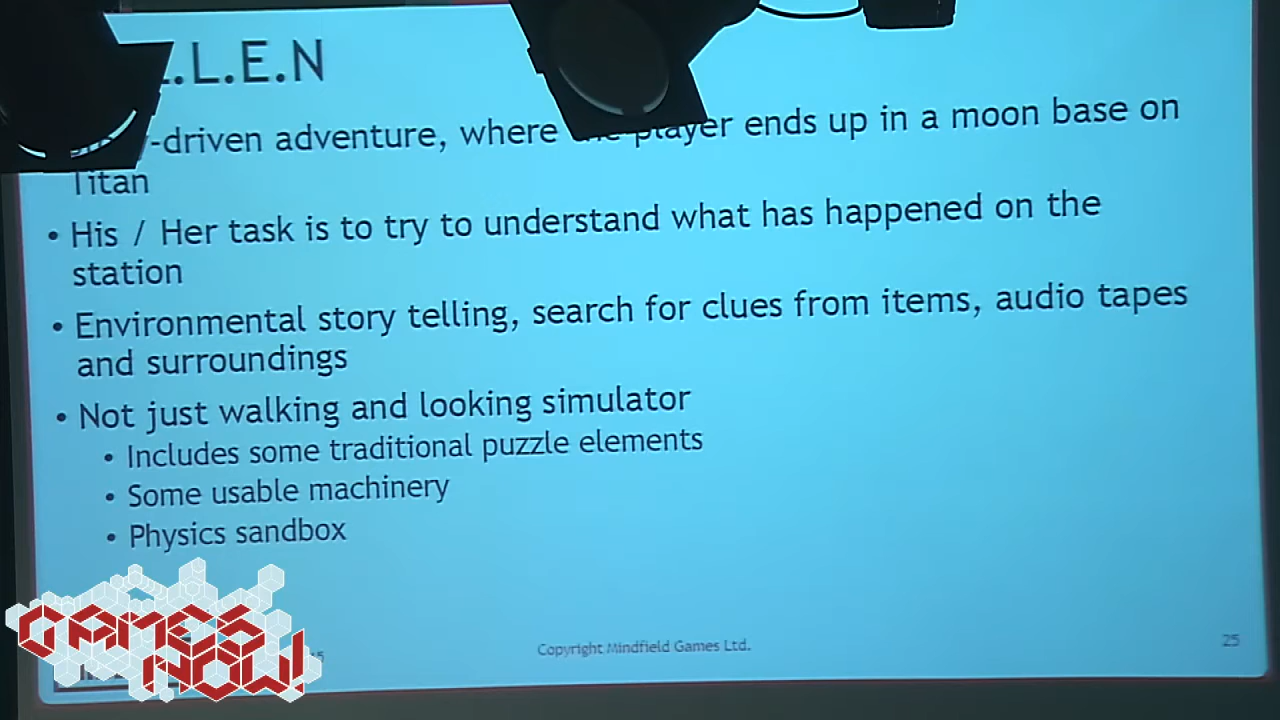 .L.E.N
-driven adventure, where the player ends up in a moon base on
Titan
• His / Her task is to try to understand what has happened on the
station
• Environmental story telling, search for clues from items, audio tapes
and surroundings
• Not just walking and looking simulator
• Includes some traditional puzzle elements
• Some usable machinery
• Physics sandbox
GAMES
NOW!
Copyright Mindfield Games Ltd.
25